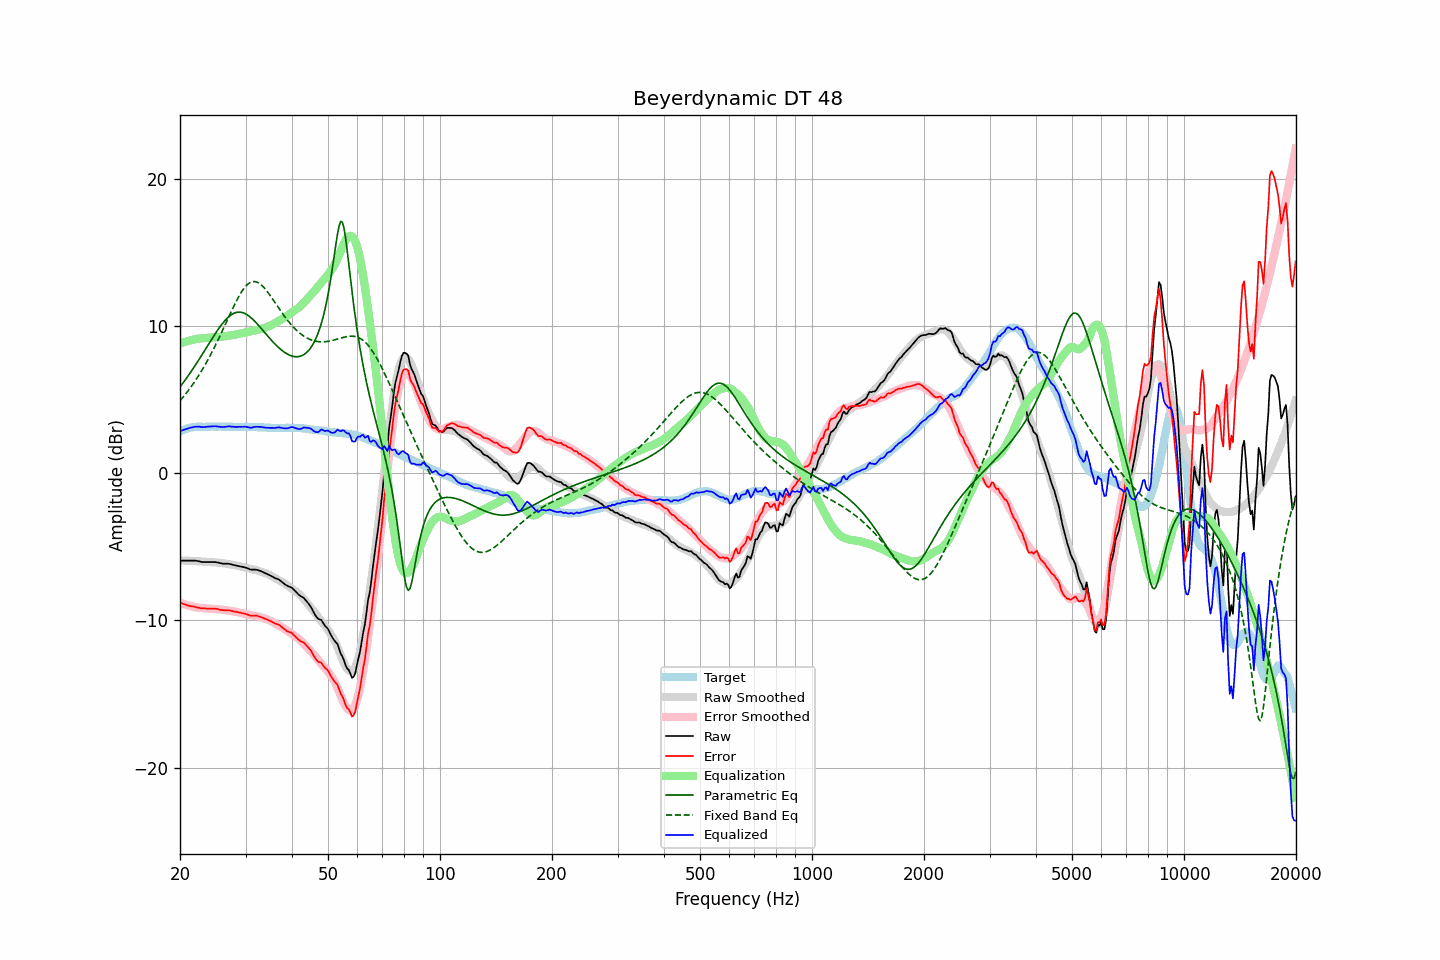 Beyerdynamic DT 48
Amplitude (dBr)
20
10
0
−10
−20
Target
Raw Smoothed
Error Smoothed
Raw
Error
Equalization
Parametric Eq
Fixed Band Eq
Equalized
20 50 100 200 500 1000 2000 5000 10000 20000
Frequency (Hz)